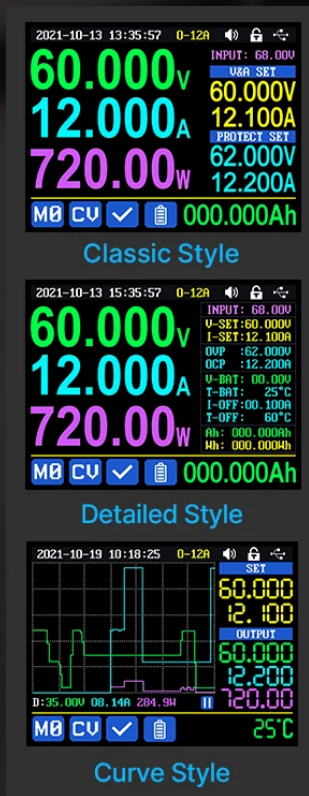 2021-10-13 13:35:57 0-12A
60.000V
12.000A
720.00W
INPUT: 68.00V
V&A SET
60.000V
12.100A
PROTECT SET
62.000V
12.200A
M0 CV 000.000Ah
Classic Style
2021-10-13 15:35:57 0-12A
60.000V
12.000A
720.00W
INPUT: 68.00V
V-SET:60.000V
I-SET:12.100A
OVP :62.000V
OCP :12.200A
V-BAT: 00.00V
T-BAT: 25°C
I-OFF:00.100A
T-OFF: 60°C
Ah: 000.000Ah
Wh: 000.000Wh
M0 CV 000.000Ah
Detailed Style
2021-10-19 10:18:25 0-12A
SET
60.000
12.100
OUTPUT
60.000
12.200
720.00
D:35.00V 08.14A 284.9W
M0 CV 25°C
Curve Style